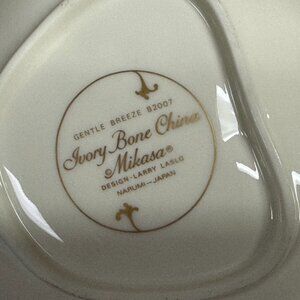 GENTLE BREEZE B2007
Ivory Bone China
Mikasa®
DESIGN-LARRY LASLO
NARUMI-JAPAN